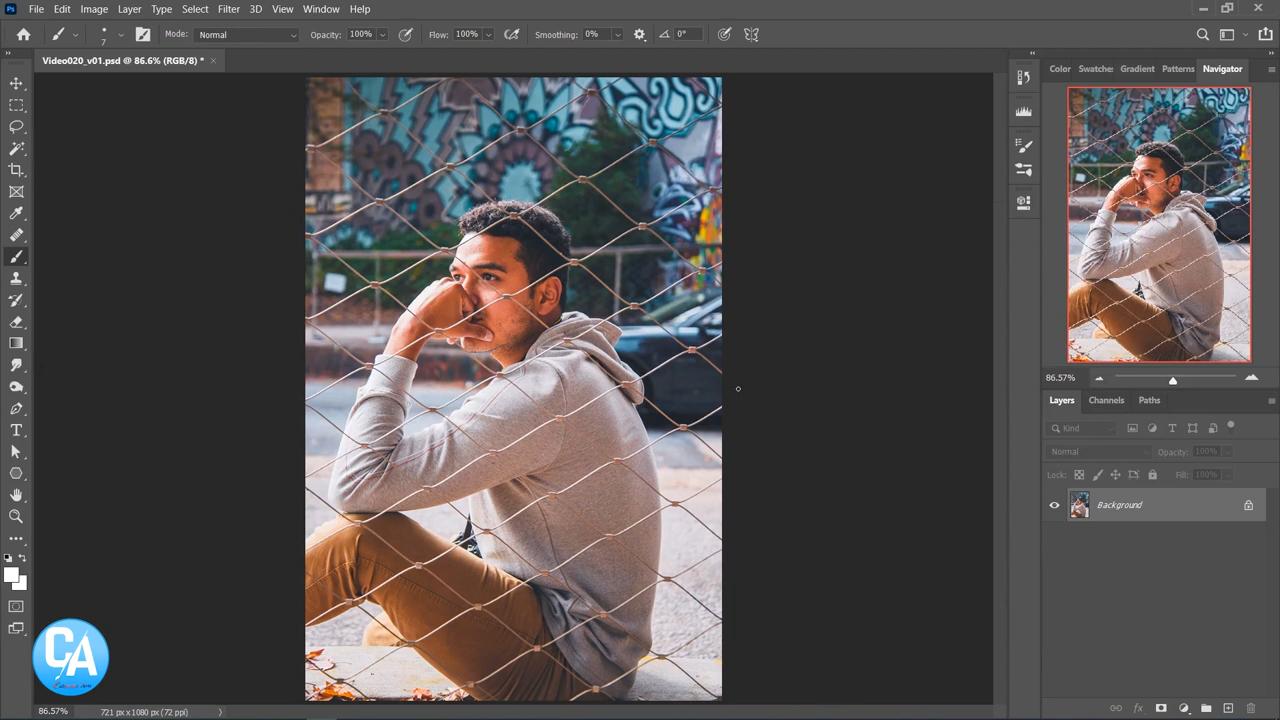 Ps File Edit Image Layer Type Select Filter 3D View Window Help
7 Mode: Normal Opacity: 100% Flow: 100% Smoothing: 0% 0°
Video020_v01.psd @ 86.6% (RGB/8) * ×
Color Swatches Gradient Patterns Navigator
86.57%
Layers Channels Paths
Kind
Normal Opacity: 100%
Lock: Fill: 100%
Background
CA
86.57% 721 px x 1080 px (72 ppi)